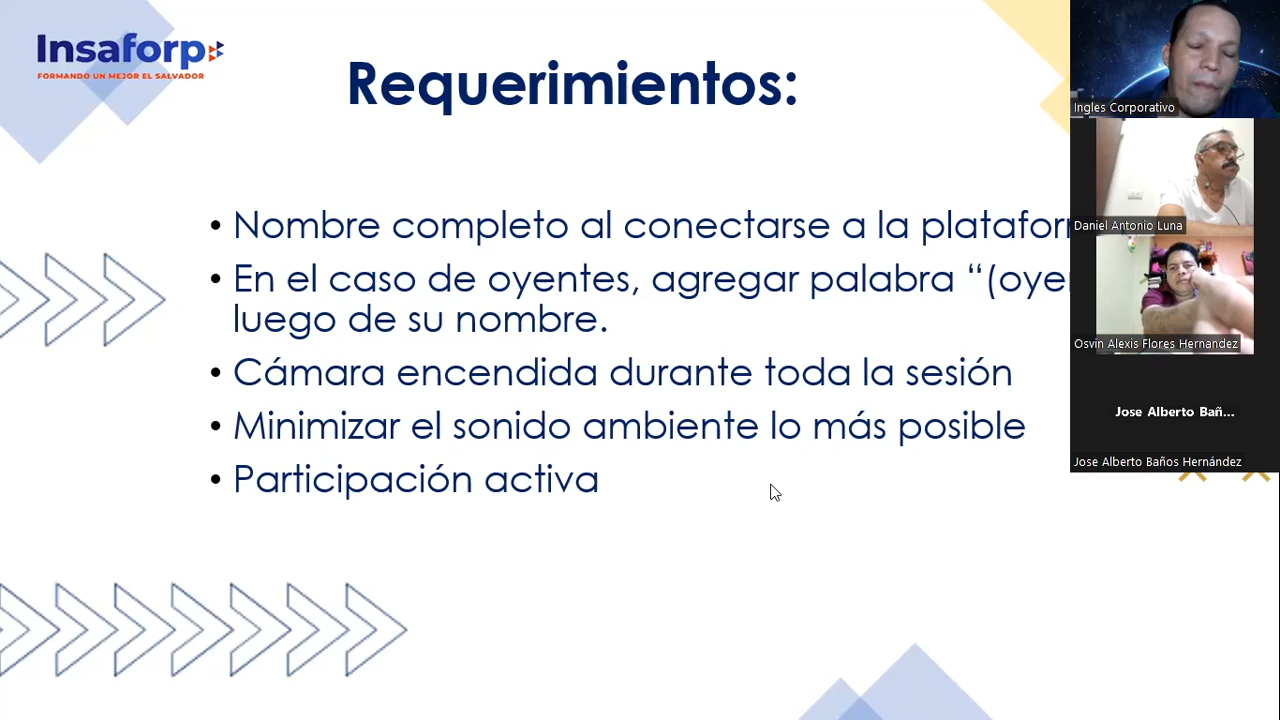 Insaforp
FORMANDO UN MEJOR EL SALVADOR
Requerimientos:
• Nombre completo al conectarse a la platafor
• En el caso de oyentes, agregar palabra “(oye
luego de su nombre.
• Cámara encendida durante toda la sesión
• Minimizar el sonido ambiente lo más posible
• Participación activa
Ingles Corporativo
Daniel Antonio Luna
Osvin Alexis Flores Hernandez
Jose Alberto Bañ...
Jose Alberto Baños Hernández